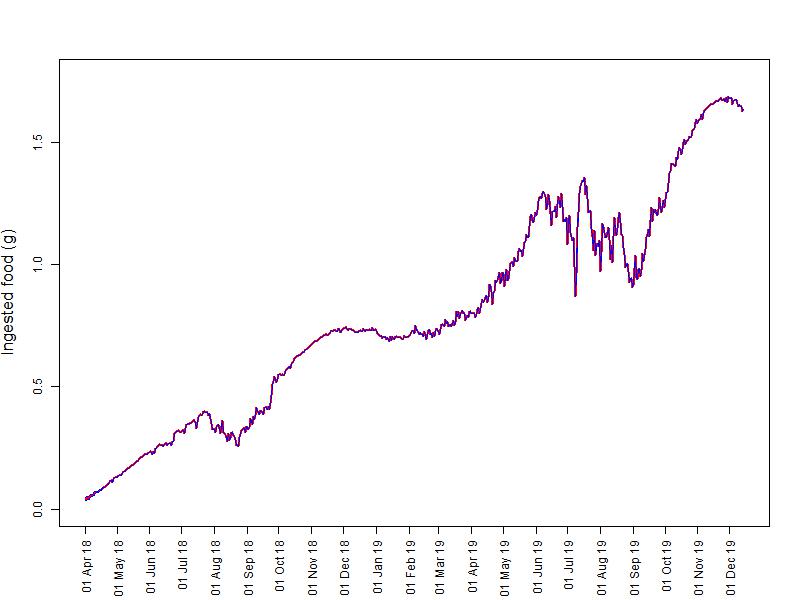 Ingested food (g)
1.5
1.0
0.5
0.0
01 Apr 18
01 May 18
01 Jun 18
01 Jul 18
01 Aug 18
01 Sep 18
01 Oct 18
01 Nov 18
01 Dec 18
01 Jan 19
01 Feb 19
01 Mar 19
01 Apr 19
01 May 19
01 Jun 19
01 Jul 19
01 Aug 19
01 Sep 19
01 Oct 19
01 Nov 19
01 Dec 19